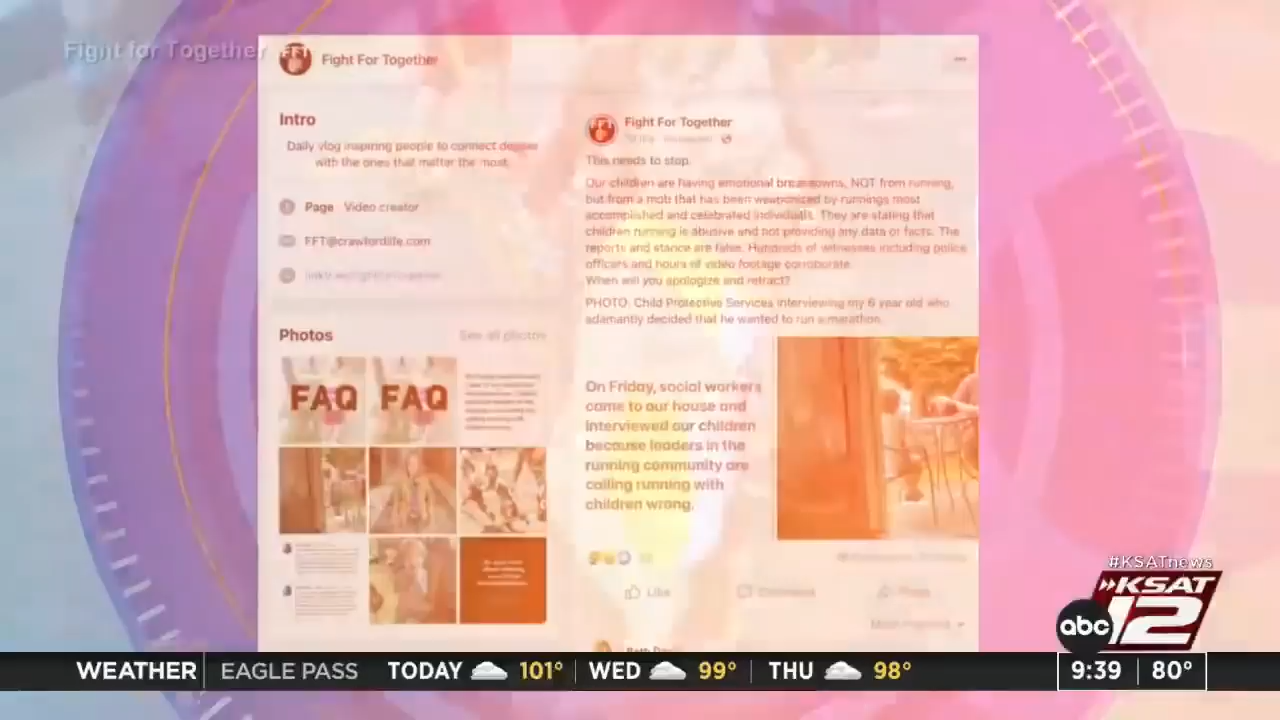 Fight for Together
FFT
Fight For Together
Intro
Daily vlog inspiring people to connect deeper
with the ones that matter the most.
Page Video creator
FFT@crawfordlife.com
Photos
See all photos
FAQ
FAQ
FFT
Fight For Together
This needs to stop.
Our children are having emotional breakdowns, NOT from running,
but from a mob that has been weaponized by runnings most
accomplished and celebrated individuals. They are stating that
children running is abusive and not providing any data or facts. The
reports and stance are false. Hundreds of witnesses including police
officers and hours of video footage corroborate.
When will you apologize and retract?
PHOTO: Child Protective Services interviewing my 6 year old who
adamantly decided that he wanted to run a marathon.
On Friday, social workers
came to our house and
interviewed our children
because leaders in the
running community are
calling running with
children wrong.
Like
Comment
#KSATnews
KSAT
abc 12
WEATHER EAGLE PASS TODAY 101° WED 99° THU 98° 9:39 80°